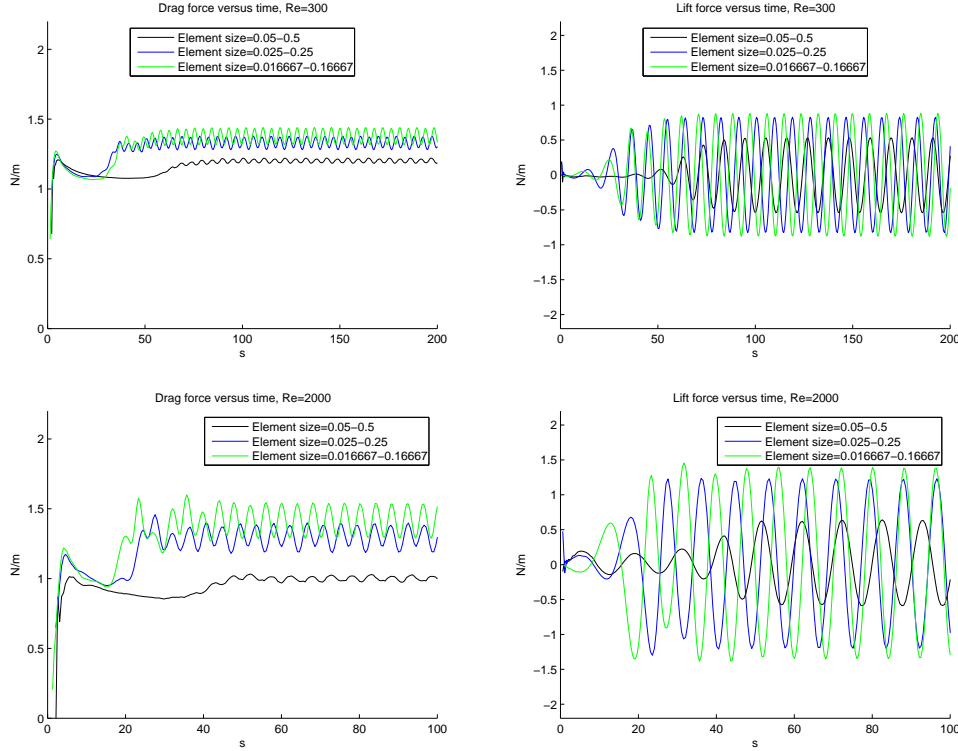 Drag force versus time, Re=300
Element size=0.05−0.5
Element size=0.025−0.25
Element size=0.016667−0.16667
2
1.5
1
0.5
0
N/m
0 50 100 150 200
s
Lift force versus time, Re=300
Element size=0.05−0.5
Element size=0.025−0.25
Element size=0.016667−0.16667
2
1.5
1
0.5
0
−0.5
−1
−1.5
−2
N/m
0 50 100 150 200
s
Drag force versus time, Re=2000
Element size=0.05−0.5
Element size=0.025−0.25
Element size=0.016667−0.16667
2
1.5
1
0.5
0
N/m
0 20 40 60 80 100
s
Lift force versus time, Re=2000
Element size=0.05−0.5
Element size=0.025−0.25
Element size=0.016667−0.16667
2
1.5
1
0.5
0
−0.5
−1
−1.5
−2
N/m
0 20 40 60 80 100
s